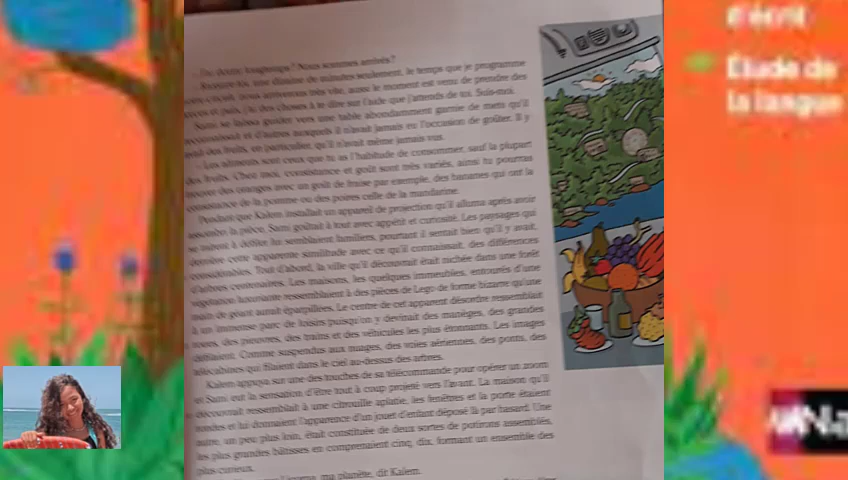 longtemps ? Nous sommes arrivés ?
une dizaine de minutes seulement, le temps que je programme
nous arriverons très vite, aussi le moment est venu de prendre des
et puis, j'ai des choses à te dire sur l'aide que j'attends de toi. Suis-moi.
Sami se laissa guider vers une table abondamment garnie de mets qu'il
reconnaissait et d'autres auxquels il n'avait jamais eu l'occasion de goûter. Il y
avait des fruits, en particulier, qu'il n'avait même jamais vus.
– Les aliments sont ceux que tu as l'habitude de consommer, sauf la plupart
des fruits. Chez moi, consistance et goût sont très variés, ainsi tu pourras
trouver des oranges avec un goût de fraise par exemple, des bananes qui ont la
consistance de la pomme ou des poires celle de la mandarine.
Pendant que Kalem installait un appareil de projection qu'il alluma après avoir
assombri la pièce, Sami goûtait à tout avec appétit et curiosité. Les paysages qui
se mirent à défiler lui semblaient familiers, pourtant il sentait bien qu'il y avait,
derrière cette apparente similitude avec ce qu'il connaissait, des différences
considérables. Tout d'abord, la ville qu'il découvrait était nichée dans une forêt
d'arbres centenaires. Les maisons, les quelques immeubles, entourés d'une
végétation luxuriante ressemblaient à des pièces de Lego de forme bizarre qu'une
main de géant aurait éparpillées. Le centre de cet apparent désordre ressemblait
à un immense parc de loisirs puisqu'on y devinait des manèges, des grandes
roues, des pieuvres, des trains et des véhicules les plus étonnants. Les images
défilaient. Comme suspendus aux nuages, des voies aériennes, des ponts, des
télécabines qui filaient dans le ciel au-dessus des arbres.
Kalem appuya sur une des touches de sa télécommande pour opérer un zoom
et Sami eut la sensation d'être tout à coup projeté vers l'avant. La maison qu'il
découvrait ressemblait à une citrouille aplatie, les fenêtres et la porte étaient
rondes et lui donnaient l'apparence d'un jouet d'enfant déposé là par hasard. Une
autre, un peu plus loin, était constituée de deux sortes de potirons assemblés,
les plus grandes bâtisses en comprenaient cinq, dix, formant un ensemble des
plus curieux.
ma planète, dit Kalem.
d'écrit
Étude de
la langue
Na